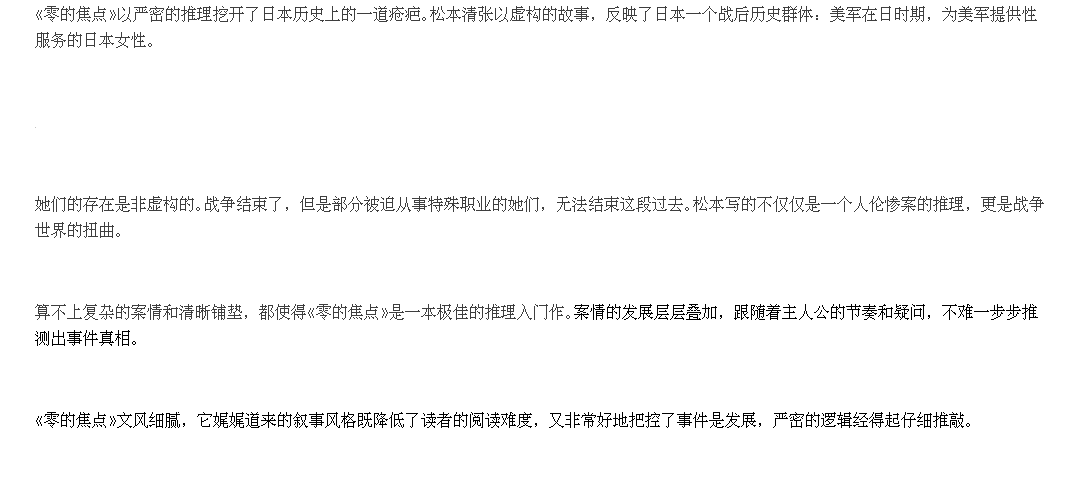 《零的焦点》以严密的推理挖开了日本历史上的一道疮疤。松本清张以虚构的故事，反映了日本一个战后历史群体：美军在日时期，为美军提供性
服务的日本女性。
她们的存在是非虚构的。战争结束了，但是部分被迫从事特殊职业的她们，无法结束这段过去。松本写的不仅仅是一个人伦惨案的推理，更是战争
世界的扭曲。
算不上复杂的案情和清晰铺垫，都使得《零的焦点》是一本极佳的推理入门作。案情的发展层层叠加，跟随着主人公的节奏和疑问，不难一步步推
测出事件真相。
《零的焦点》文风细腻，它娓娓道来的叙事风格既降低了读者的阅读难度，又非常好地把控了事件是发展，严密的逻辑经得起仔细推敲。